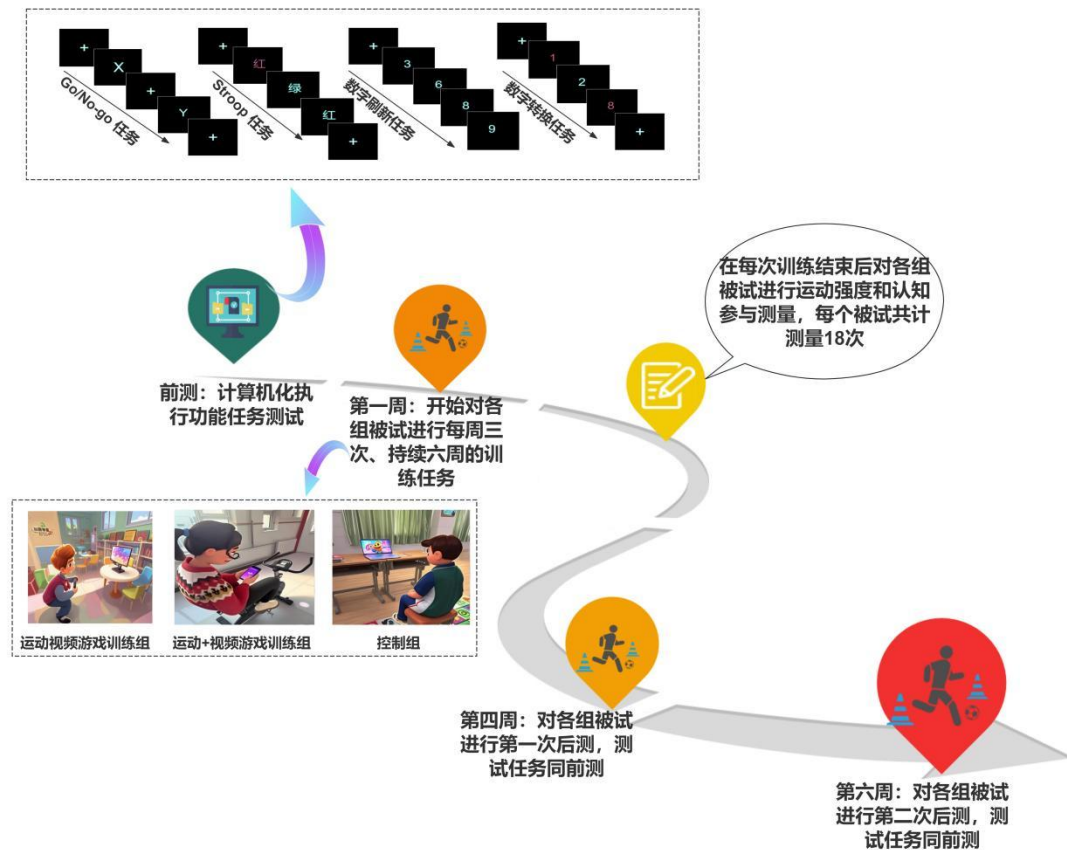 +
X
+
Y
+
Go/No-go 任务
+
红
绿
红
+
Stroop 任务
+
3
6
8
9
数字刷新任务
+
1
2
8
+
数字转换任务
在每次训练结束后对各组
被试进行运动强度和认知
参与测量，每个被试共计
测量18次
前测：计算机化执
行功能任务测试
第一周：开始对各
组被试进行每周三
次、持续六周的训
练任务
运动视频游戏训练组
运动+视频游戏训练组
控制组
第四周：对各组被试
进行第一次后测，测
试任务同前测
第六周：对各组被试
进行第二次后测，测
试任务同前测